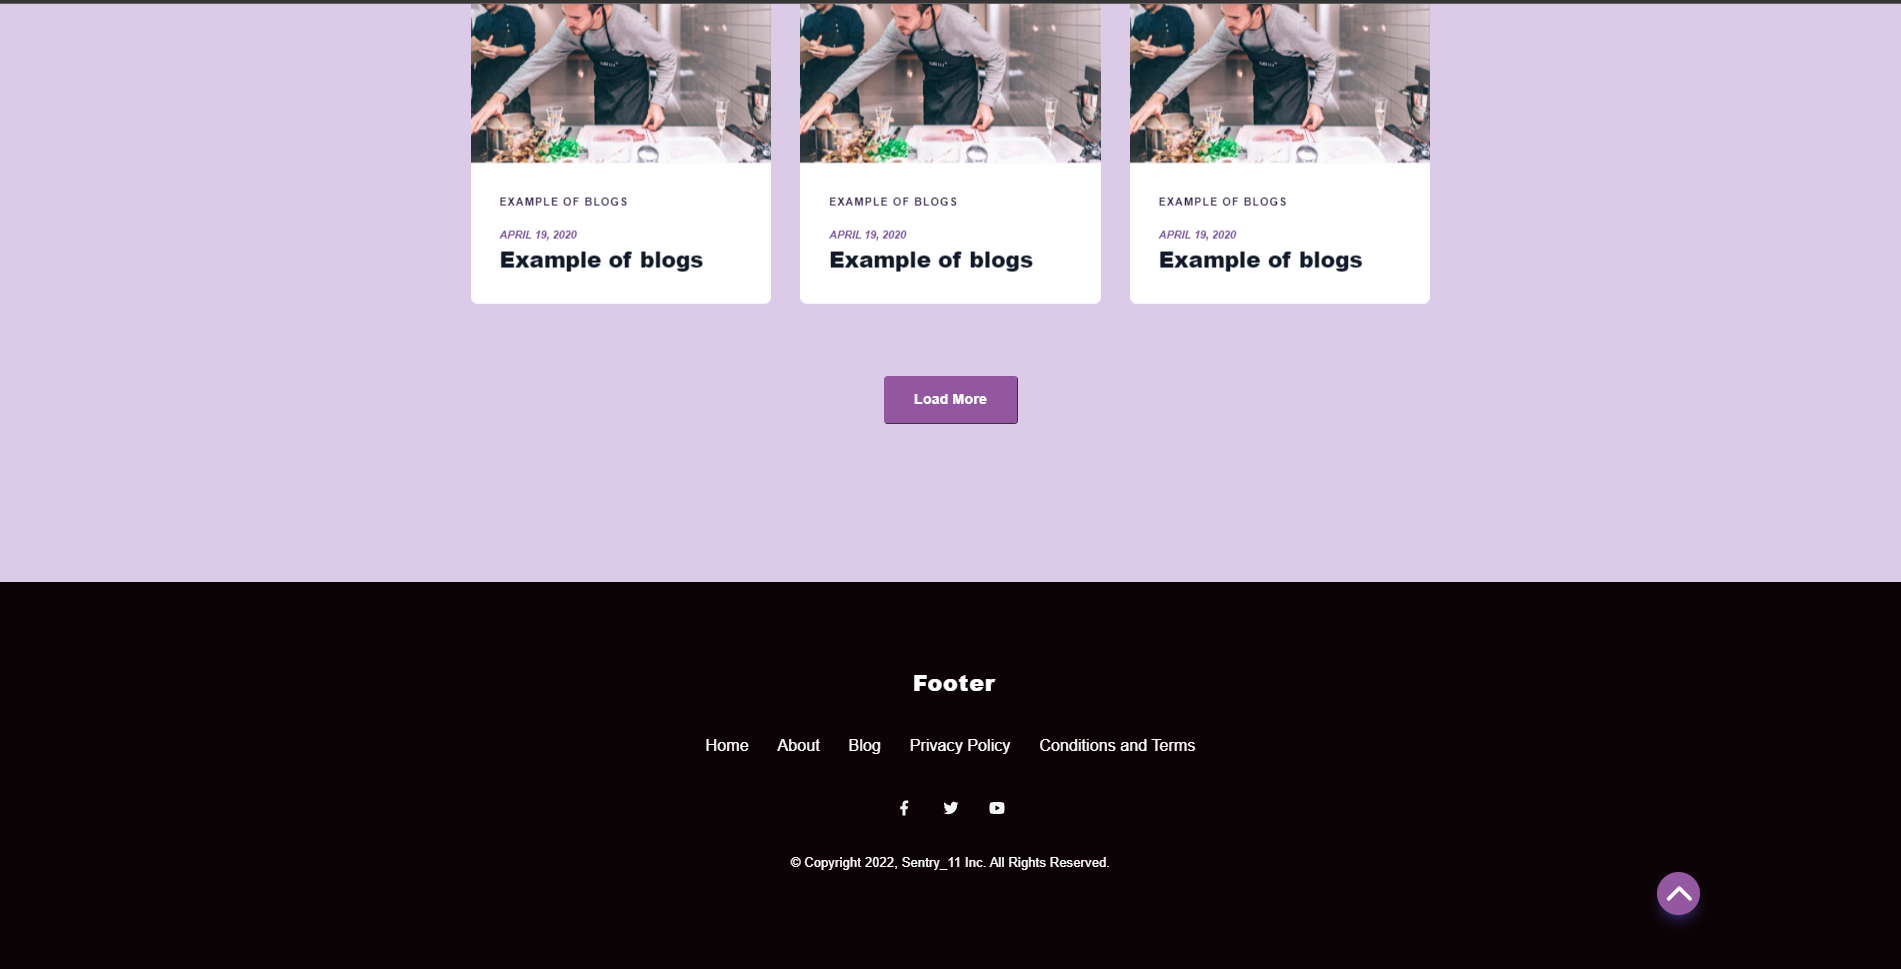 EXAMPLE OF BLOGS
APRIL 19, 2020
Example of blogs
EXAMPLE OF BLOGS
APRIL 19, 2020
Example of blogs
EXAMPLE OF BLOGS
APRIL 19, 2020
Example of blogs
Load More
Footer
Home About Blog Privacy Policy Conditions and Terms
© Copyright 2022, Sentry_11 Inc. All Rights Reserved.